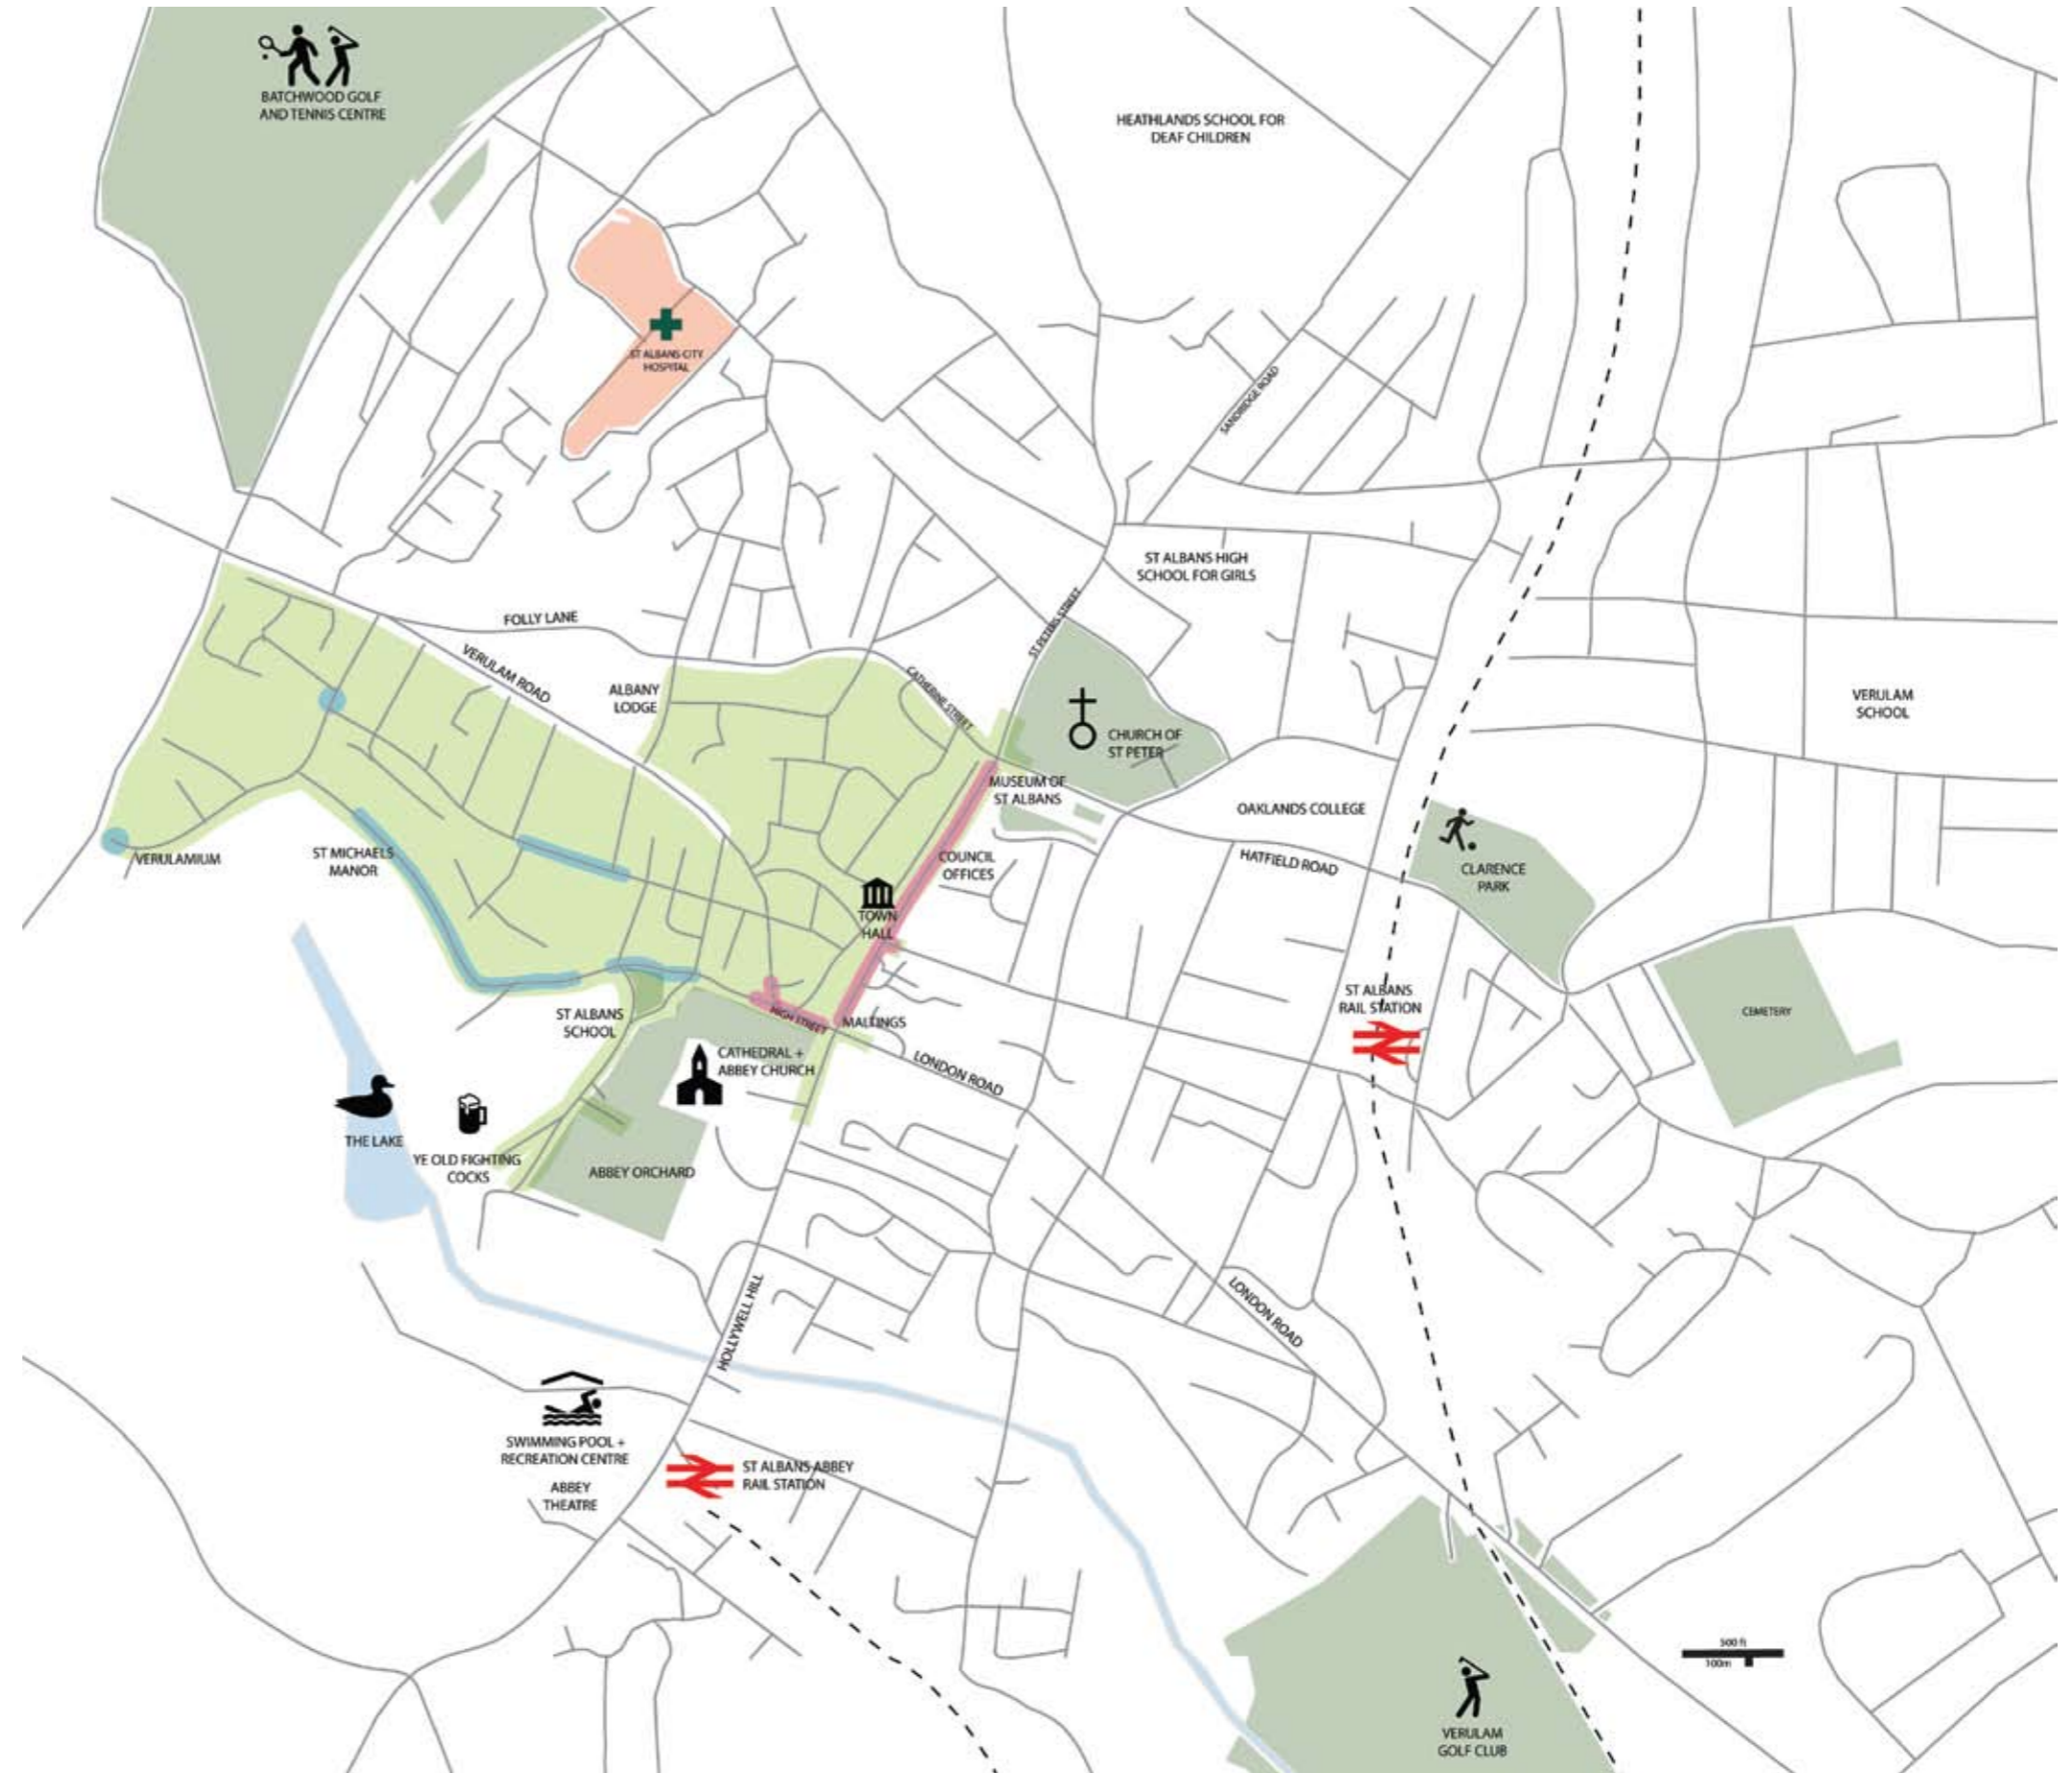 BATCHWOOD GOLF
AND TENNIS CENTRE
HEATHLANDS SCHOOL FOR
DEAF CHILDREN
ST ALBANS CITY
HOSPITAL
SANDRIDGE ROAD
ST ALBANS HIGH
SCHOOL FOR GIRLS
FOLLY LANE
ST PETERS STREET
VERULAM ROAD
ALBANY
LODGE
CATHERINE STREET
VERULAM
SCHOOL
CHURCH OF
ST PETER
MUSEUM OF
ST ALBANS
OAKLANDS COLLEGE
VERULAMIUM
ST MICHAELS
MANOR
COUNCIL
OFFICES
HATFIELD ROAD
CLARENCE
PARK
TOWN
HALL
ST ALBANS
RAIL STATION
CEMETERY
ST ALBANS
SCHOOL
HIGH STREET
MALTINGS
CATHEDRAL +
ABBEY CHURCH
LONDON ROAD
THE LAKE
YE OLD FIGHTING
COCKS
ABBEY ORCHARD
HOLLYWELL HILL
LONDON ROAD
SWIMMING POOL +
RECREATION CENTRE
ST ALBANS ABBEY
RAIL STATION
ABBEY
THEATRE
500 ft
100m
VERULAM
GOLF CLUB